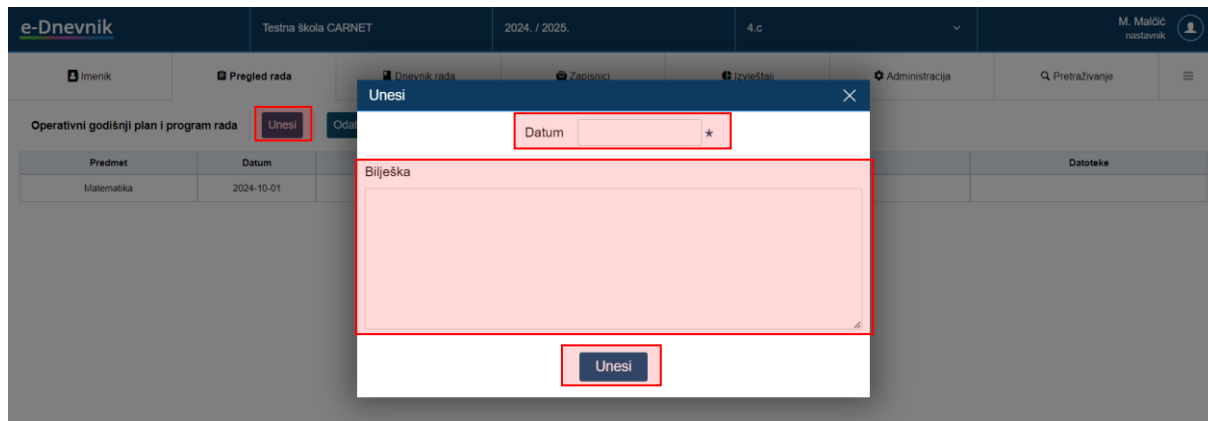 e-Dnevnik Testna škola CARNET 2024. / 2025. 4.c M. Malčić
nastavnik
Imenik Pregled rada Dnevnik rada Zapisnici Izvještaji Administracija Pretraživanje
Unesi
Operativni godišnji plan i program rada Unesi
Datum *
Predmet Datum Datoteke
Bilješka
Matematika 2024-10-01
Unesi